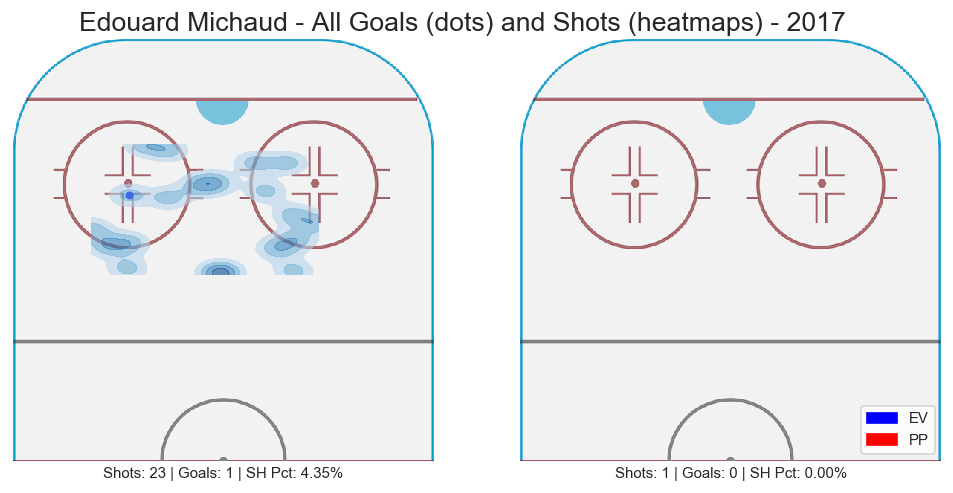 Edouard Michaud - All Goals (dots) and Shots (heatmaps) - 2017
EV
PP
Shots: 23 | Goals: 1 | SH Pct: 4.35%
Shots: 1 | Goals: 0 | SH Pct: 0.00%